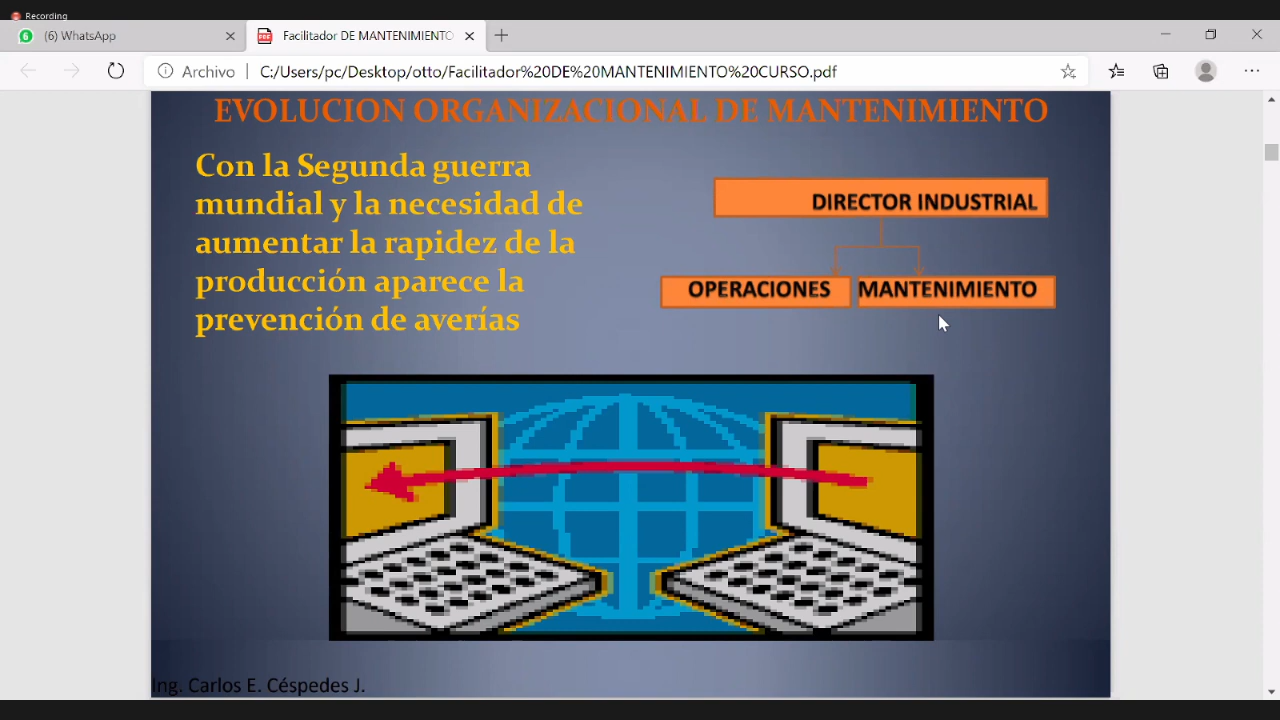 Recording
6
(6) WhatsApp
PDF
Facilitador DE MANTENIMIENTO
Archivo
C:/Users/pc/Desktop/otto/Facilitador%20DE%20MANTENIMIENTO%20CURSO.pdf
EVOLUCION ORGANIZACIONAL DE MANTENIMIENTO
Con la Segunda guerra
mundial y la necesidad de
aumentar la rapidez de la
producción aparece la
prevención de averías
DIRECTOR INDUSTRIAL
OPERACIONES
MANTENIMIENTO
Ing. Carlos E. Céspedes J.